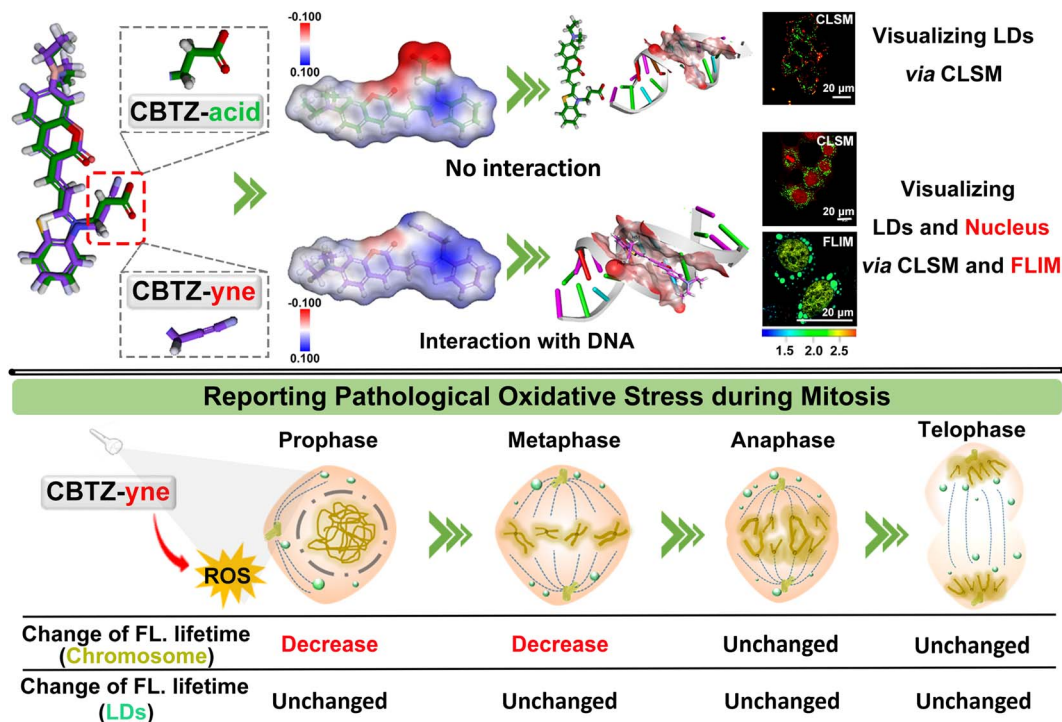 -0.100
0.100
CBTZ-acid
No interaction
CLSM
20 μm
Visualizing LDs
via CLSM
CBTZ-yne
-0.100
0.100
Interaction with DNA
CLSM
20 μm
FLIM
20 μm
1.5 2.0 2.5
Visualizing
LDs and Nucleus
via CLSM and FLIM
Reporting Pathological Oxidative Stress during Mitosis
Prophase Metaphase Anaphase Telophase
CBTZ-yne
ROS
Change of FL. lifetime
(Chromosome)
Decrease Decrease Unchanged Unchanged
Change of FL. lifetime
(LDs)
Unchanged Unchanged Unchanged Unchanged